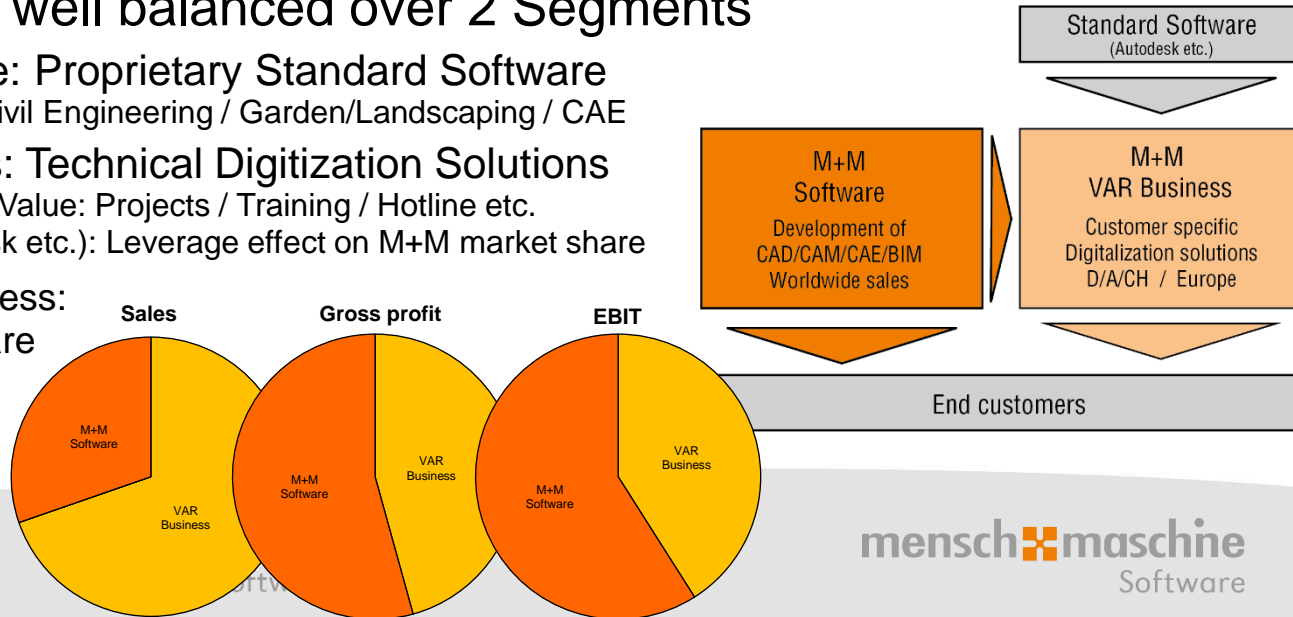 well balanced over 2 Segments
: Proprietary Standard Software
ivil Engineering / Garden/Landscaping / CAE
: Technical Digitization Solutions
Value: Projects / Training / Hotline etc.
sk etc.): Leverage effect on M+M market share
ess:
re
Sales
Gross profit
EBIT
M+M
Software
VAR
Business
M+M
Software
VAR
Business
M+M
Software
VAR
Business
Standard Software
(Autodesk etc.)
M+M
Software
Development of
CAD/CAM/CAE/BIM
Worldwide sales
M+M
VAR Business
Customer specific
Digitalization solutions
D/A/CH / Europe
End customers
mensch maschine
Software